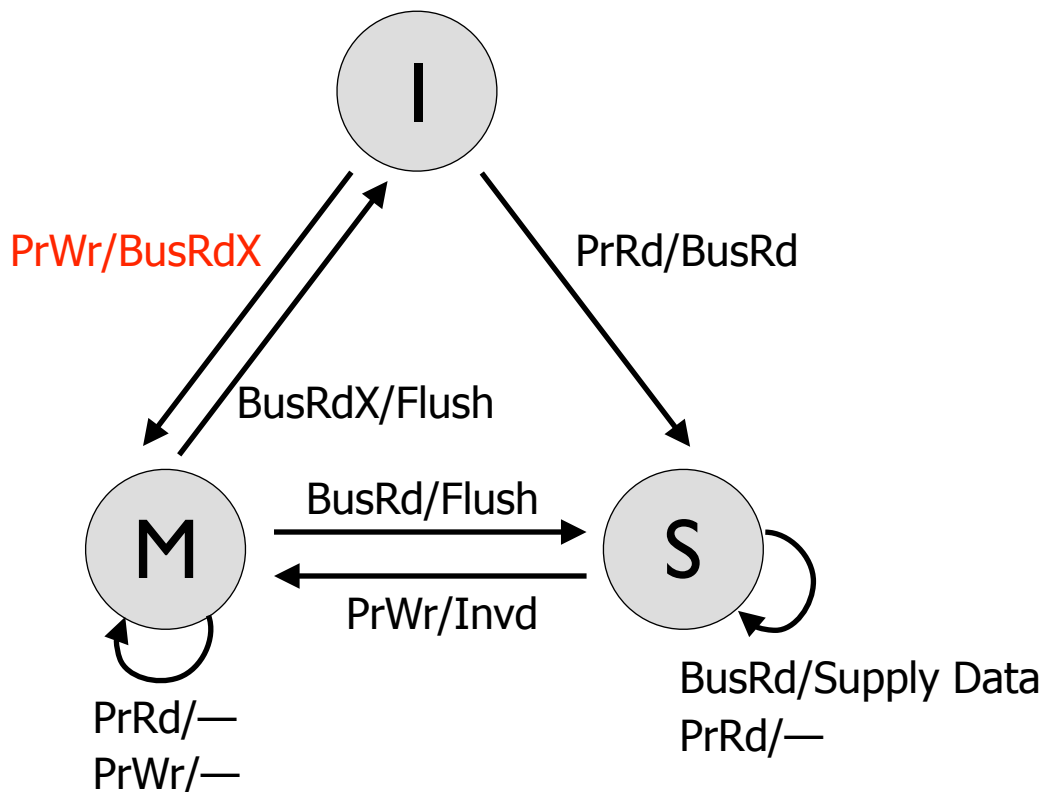 I
PrWr/BusRdX
PrRd/BusRd
BusRdX/Flush
BusRd/Flush
M
S
PrWr/Invd
BusRd/Supply Data
PrRd/—
PrRd/—
PrWr/—